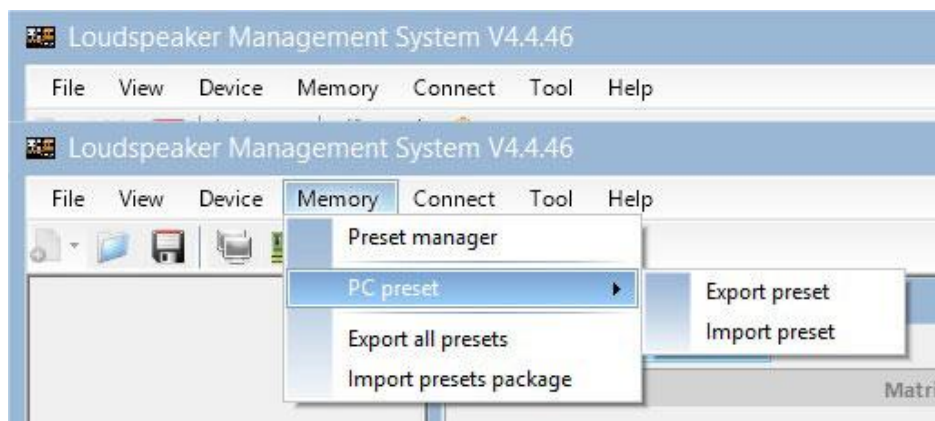 Loudspeaker Management System V4.4.46
File View Device Memory Connect Tool Help
Loudspeaker Management System V4.4.46
File View Device Memory Connect Tool Help
Preset manager
PC preset
Export preset
Import preset
Export all presets
Import presets package